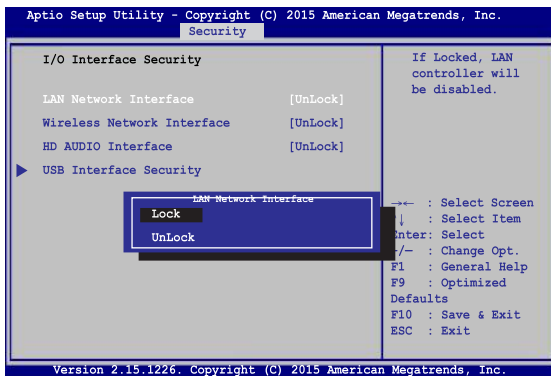 Aptio Setup Utility - Copyright (C) 2015 American Megatrends, Inc.
Security
I/O Interface Security
LAN Network Interface [UnLock]
Wireless Network Interface [UnLock]
HD AUDIO Interface [UnLock]
USB Interface Security
If Locked, LAN
controller will
be disabled.
LAN Network Interface
Lock
UnLock
→← : Select Screen
↓ : Select Item
Enter: Select
+/— : Change Opt.
F1 : General Help
F9 : Optimized
Defaults
F10 : Save & Exit
ESC : Exit
Version 2.15.1226. Copyright (C) 2015 American Megatrends, Inc.